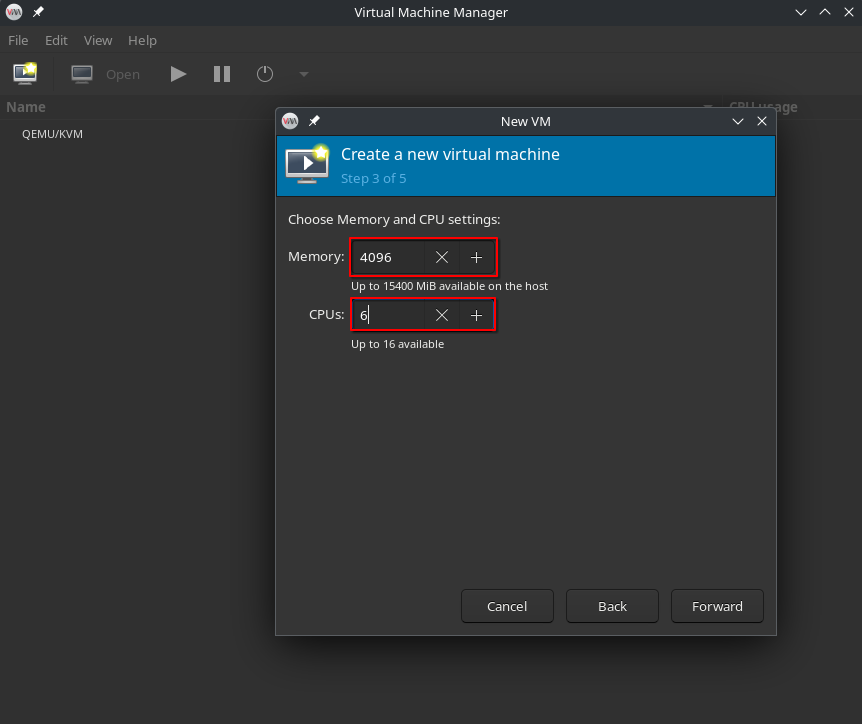 Virtual Machine Manager
File Edit View Help
Open
Name CPU usage
QEMU/KVM
New VM
Create a new virtual machine
Step 3 of 5
Choose Memory and CPU settings:
Memory: 4096
Up to 15400 MiB available on the host
CPUs: 6
Up to 16 available
Cancel Back Forward